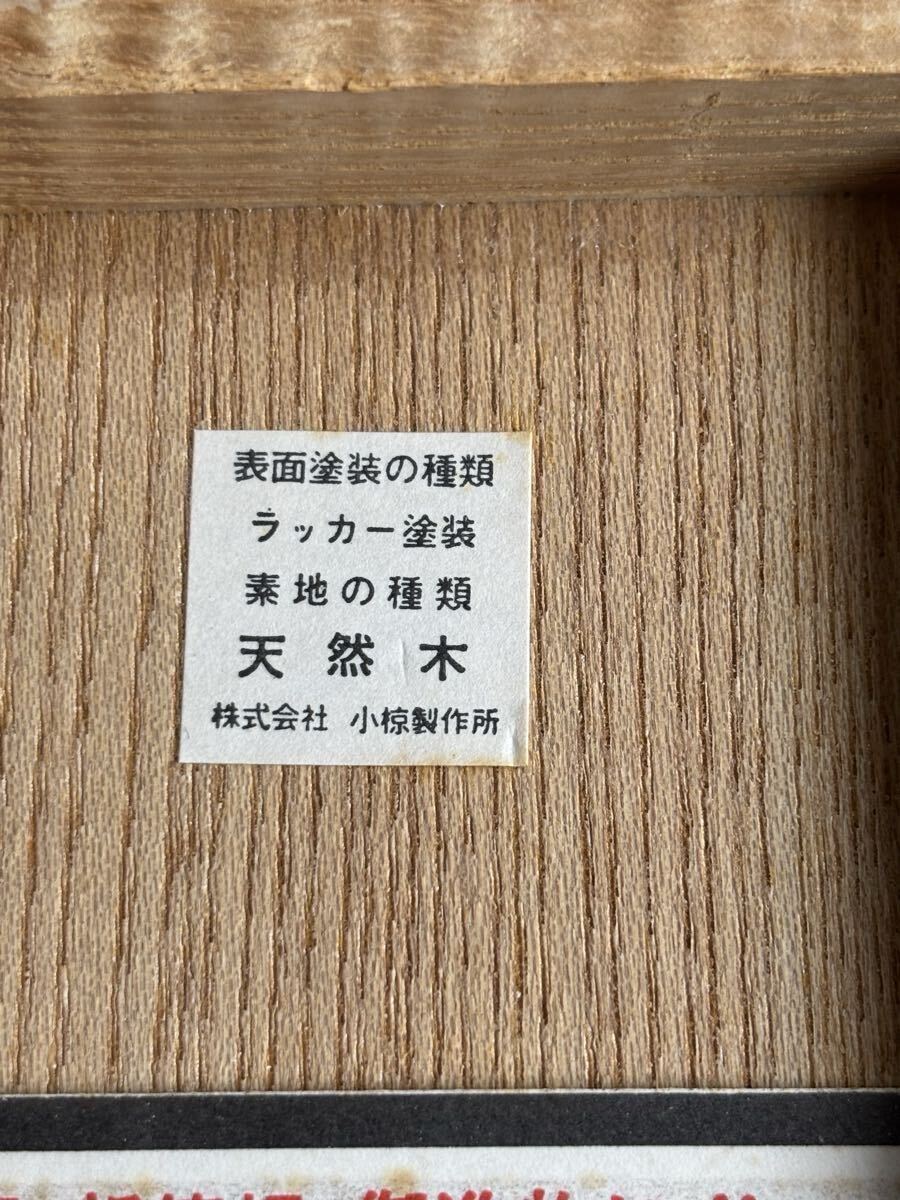 表面塗装の種類
ラッカー塗装
素地の種類
天然木
株式会社 小椋製作所